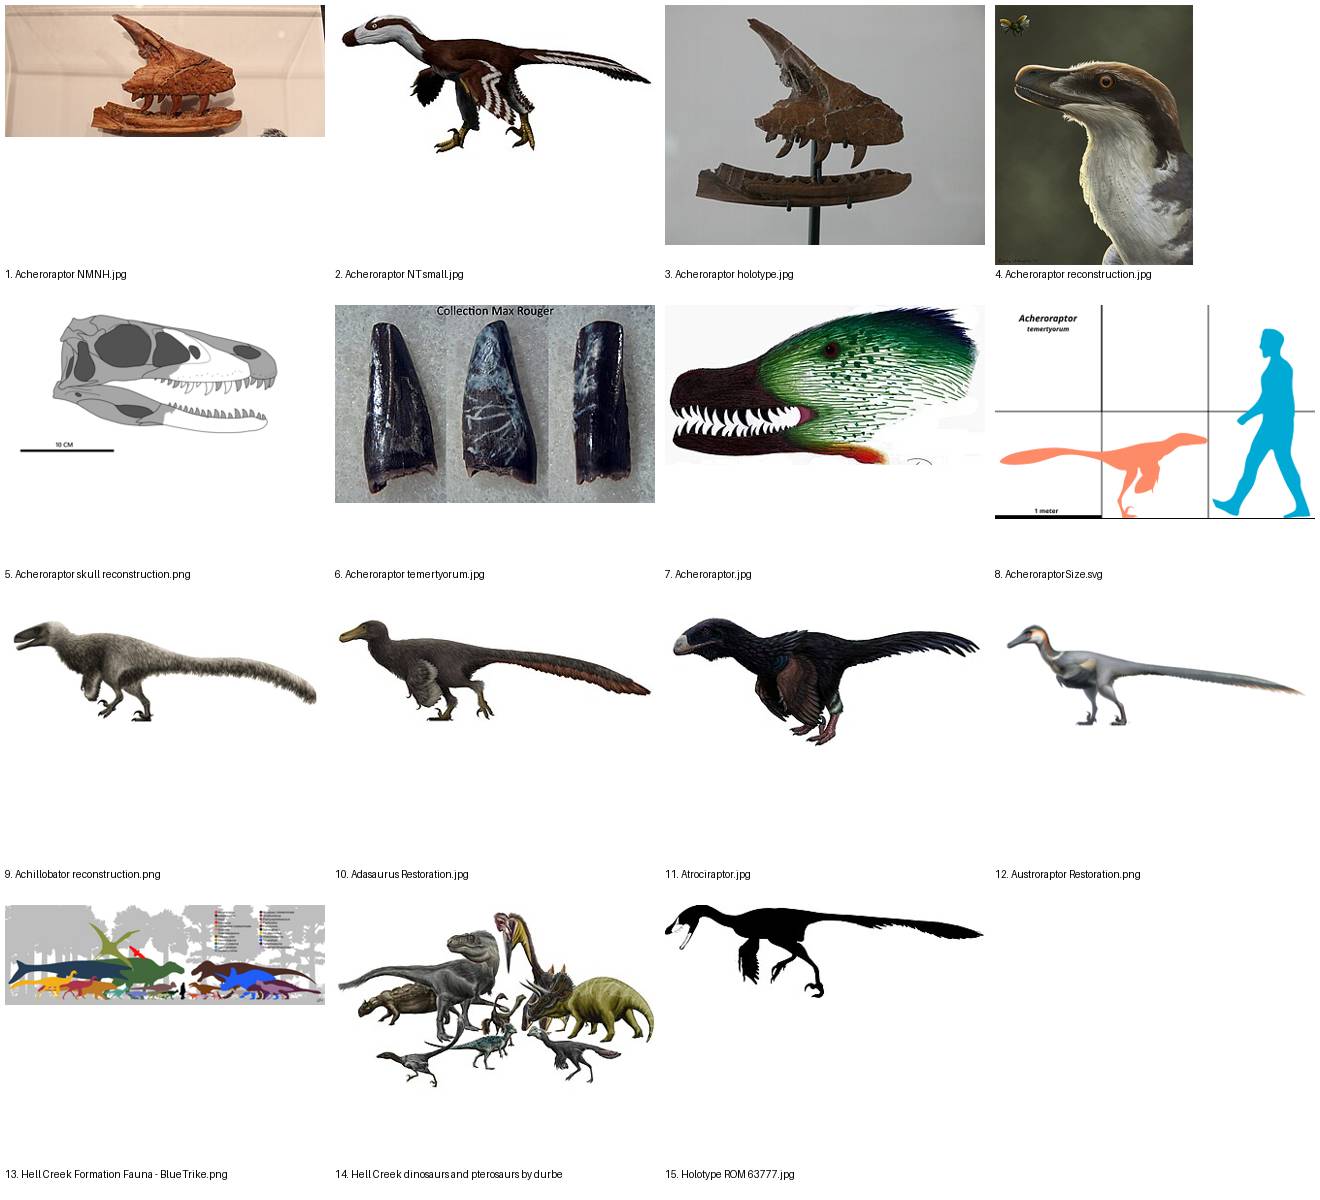 1. Acheroraptor NMNH.jpg
2. Acheroraptor NT small.jpg
3. Acheroraptor holotype.jpg
4. Acheroraptor reconstruction.jpg
10 CM
Collection Max Rouger
Acheroraptor
temertyorum
1 meter
5. Acheroraptor skull reconstruction.png
6. Acheroraptor temertyorum.jpg
7. Acheroraptor.jpg
8. AcheroraptorSize.svg
9. Achillobator reconstruction.png
10. Adasaurus Restoration.jpg
11. Atrociraptor.jpg
12. Austroraptor Restoration.png
13. Hell Creek Formation Fauna - BlueTrike.png
14. Hell Creek dinosaurs and pterosaurs by durbe
15. Holotype ROM 63777.jpg